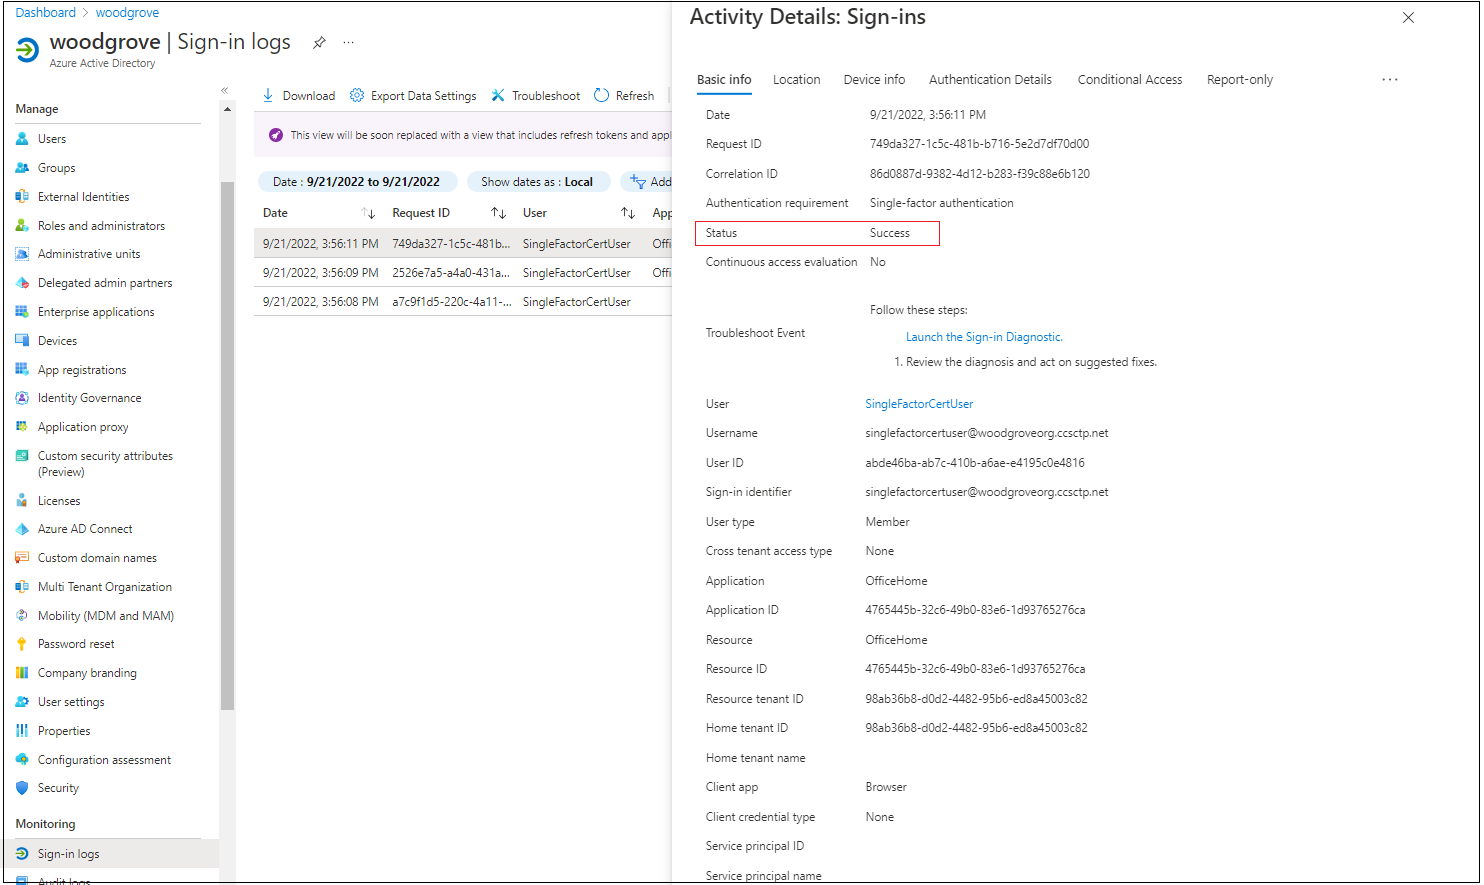 Dashboard > woodgrove
woodgrove | Sign-in logs
...
Azure Active Directory
«
Manage
Users
Groups
External Identities
Roles and administrators
Administrative units
Delegated admin partners
Enterprise applications
Devices
App registrations
Identity Governance
Application proxy
Custom security attributes
(Preview)
Licenses
Azure AD Connect
Custom domain names
Multi Tenant Organization
Mobility (MDM and MAM)
Password reset
Company branding
User settings
Properties
Configuration assessment
Security
Monitoring
Sign-in logs
Audit logs
Download Export Data Settings Troubleshoot Refresh
This view will be soon replaced with a view that includes refresh tokens and appl
Date : 9/21/2022 to 9/21/2022 Show dates as : Local Add
Date Request ID User App
9/21/2022, 3:56:11 PM 749da327-1c5c-481b... SingleFactorCertUser Offi
9/21/2022, 3:56:09 PM 2526e7a5-a4a0-431a... SingleFactorCertUser Offi
9/21/2022, 3:56:08 PM a7c9f1d5-220c-4a11-... SingleFactorCertUser
Activity Details: Sign-ins
Basic info Location Device info Authentication Details Conditional Access Report-only ...
Date 9/21/2022, 3:56:11 PM
Request ID 749da327-1c5c-481b-b716-5e2d7df70d00
Correlation ID 86d0887d-9382-4d12-b283-f39c88e6b120
Authentication requirement Single-factor authentication
Status Success
Continuous access evaluation No
Follow these steps:
Troubleshoot Event
Launch the Sign-in Diagnostic.
1. Review the diagnosis and act on suggested fixes.
User SingleFactorCertUser
Username singlefactorcertuser@woodgroveorg.ccsctp.net
User ID abde46ba-ab7c-410b-a6ae-e4195c0e4816
Sign-in identifier singlefactorcertuser@woodgroveorg.ccsctp.net
User type Member
Cross tenant access type None
Application OfficeHome
Application ID 4765445b-32c6-49b0-83e6-1d93765276ca
Resource OfficeHome
Resource ID 4765445b-32c6-49b0-83e6-1d93765276ca
Resource tenant ID 98ab36b8-d0d2-4482-95b6-ed8a45003c82
Home tenant ID 98ab36b8-d0d2-4482-95b6-ed8a45003c82
Home tenant name
Client app Browser
Client credential type None
Service principal ID
Service principal name